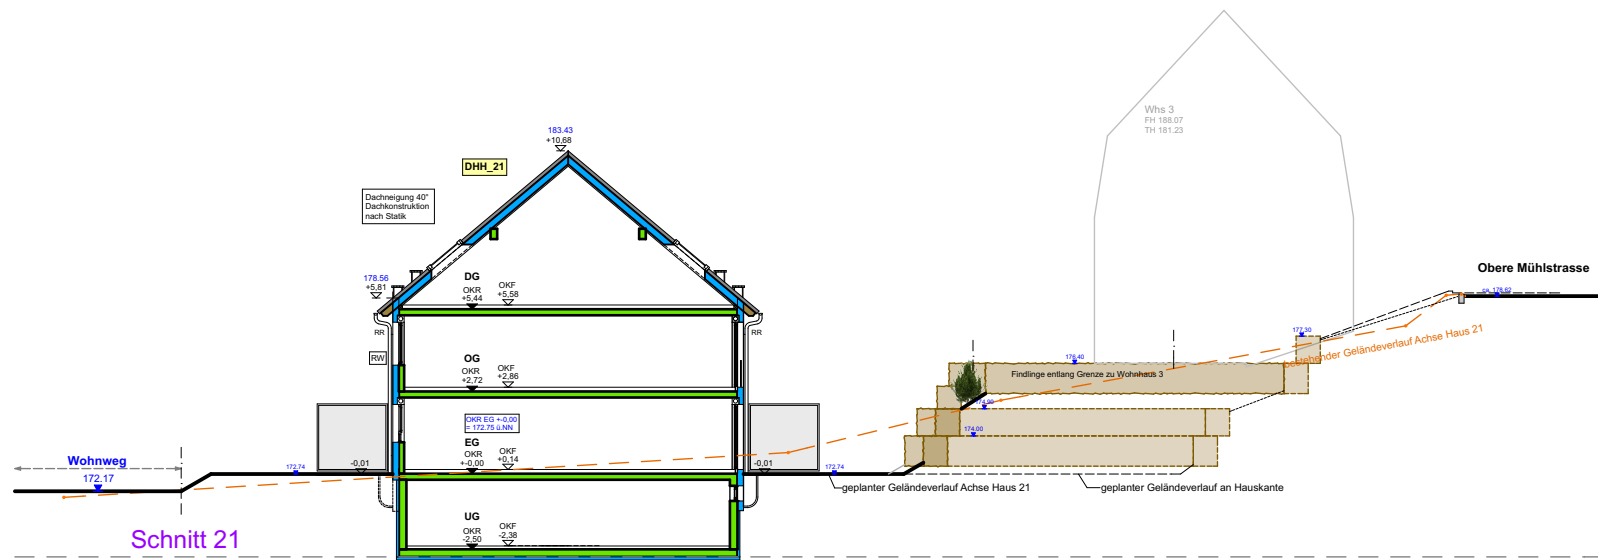 Whs 3
FH 188.07
TH 181.23
183.43
+10,68
DHH_21
Dachneigung 40°
Dachkonstruktion
nach Statik
Obere Mühlstrasse
178.56
+5,81
DG
OKR
+5,44
OKF
+5,58
ca. 178.62
RR
RR
177.30
bestehender Geländeverlauf Achse Haus 21
RW
OG
OKR
+2,72
OKF
+2,86
176.40
Findlinge entlang Grenze zu Wohnhaus 3
174.90
OKR EG +-0,00
= 172.75 ü.NN
174.00
EG
OKR
+-0,00
OKF
+0,14
Wohnweg
172.17
172.74
-0,01
-0,01
172.74
geplanter Geländeverlauf Achse Haus 21
geplanter Geländeverlauf an Hauskante
UG
OKR
-2,50
OKF
-2,38
Schnitt 21